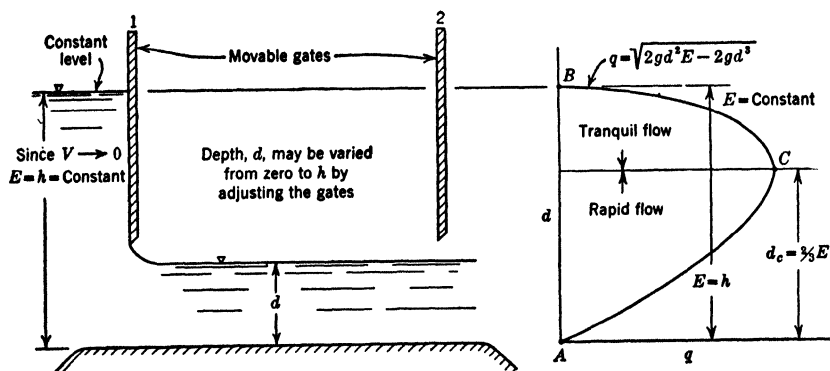 1
2
Constant
level
Movable gates
Since V → 0
E = h = Constant
Depth, d, may be varied
from zero to h by
adjusting the gates
d
q = √2gd²E − 2gd³
B
E = Constant
Tranquil flow
C
Rapid flow
d
d_c = ⅔E
E = h
A
q